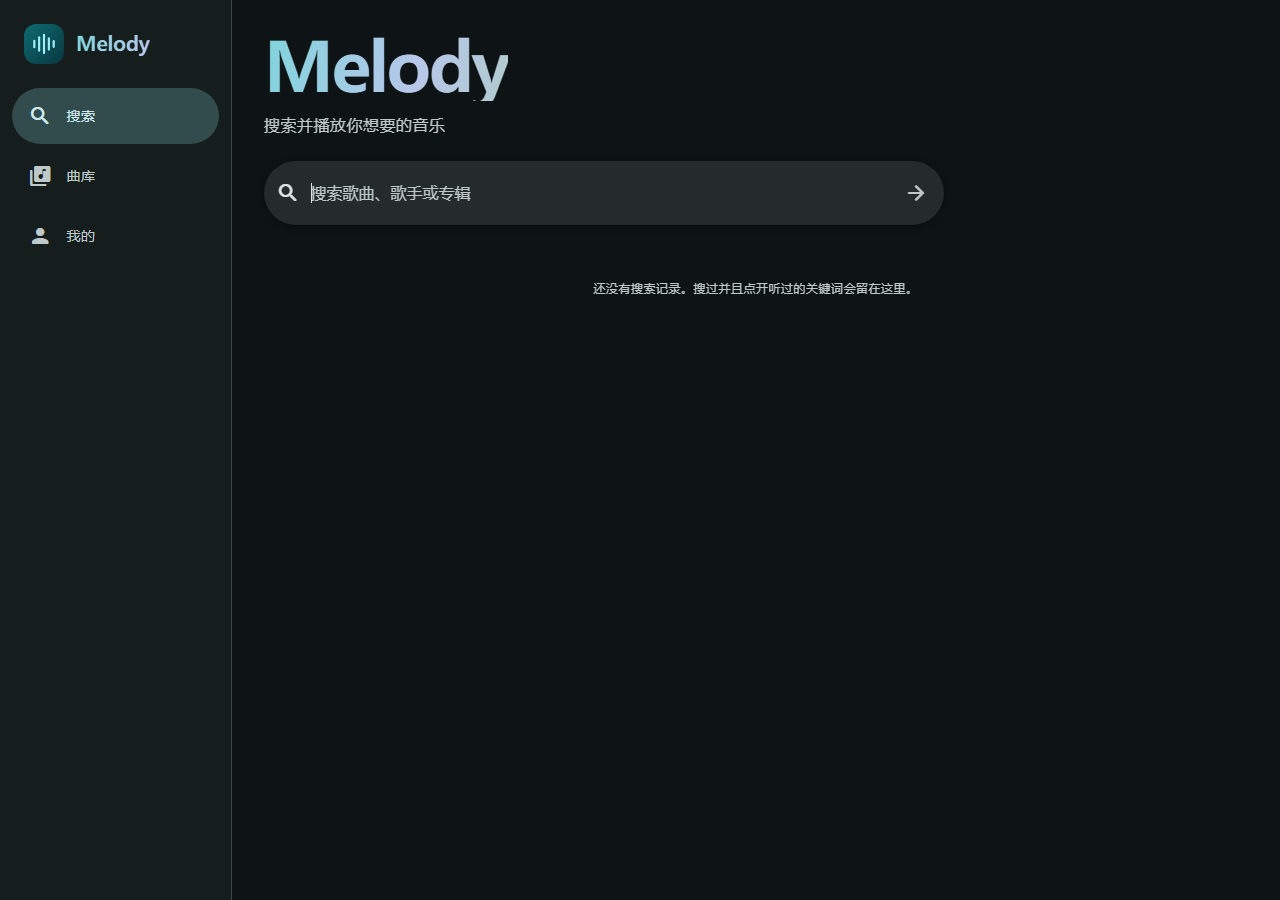 Melody
搜索
曲库
我的
Melody
搜索并播放你想要的音乐
搜索歌曲、歌手或专辑
还没有搜索记录。搜过并且点开听过的关键词会留在这里。